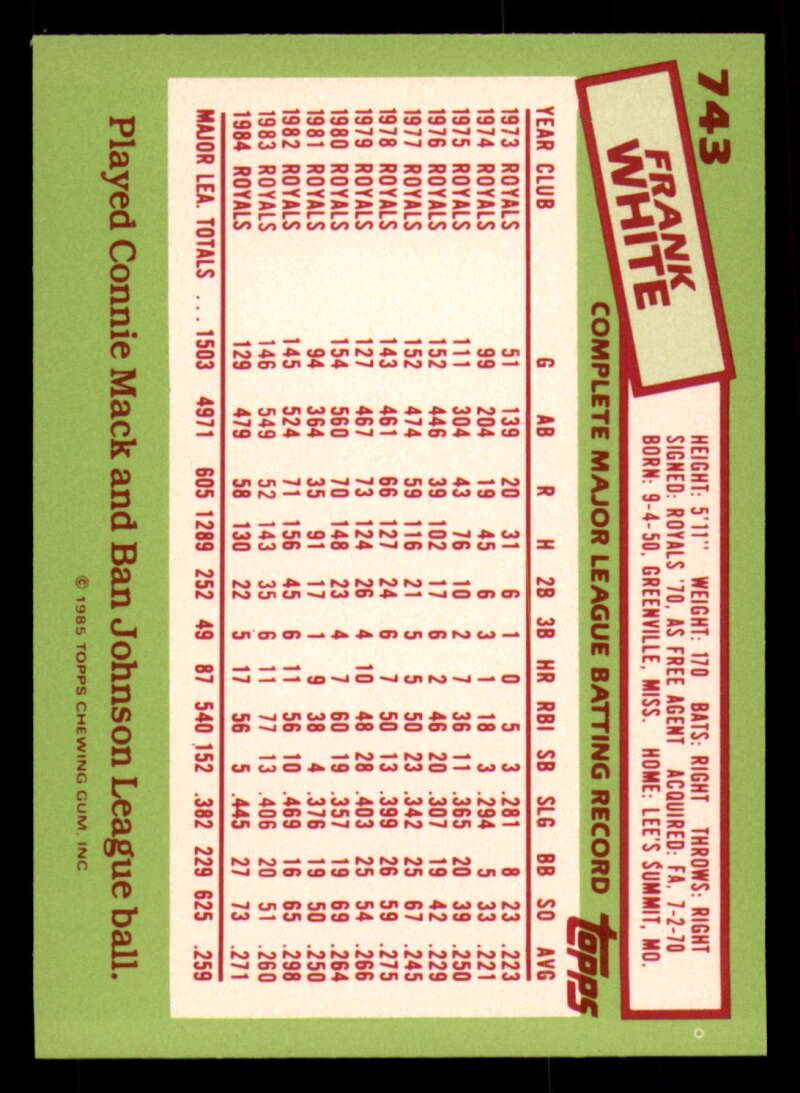 743
FRANK
WHITE
HEIGHT: 5'11" WEIGHT: 170 BATS: RIGHT THROWS: RIGHT
SIGNED: ROYALS '70, AS FREE AGENT ACQUIRED: FA, 7-2-70
BORN: 9-4-50, GREENVILLE, MISS. HOME: LEE'S SUMMIT, MO.
COMPLETE MAJOR LEAGUE BATTING RECORD
topps
YEAR CLUB G AB R H 2B 3B HR RBI SB SLG BB SO AVG
1973 ROYALS 51 139 20 31 6 1 0 5 3 .281 8 23 .223
1974 ROYALS 99 204 19 45 6 3 1 18 3 .294 5 33 .221
1975 ROYALS 111 304 43 76 10 2 7 36 11 .365 20 39 .250
1976 ROYALS 152 446 39 102 17 6 2 46 20 .307 19 42 .229
1977 ROYALS 152 474 59 116 21 5 5 50 23 .342 25 67 .245
1978 ROYALS 143 461 66 127 24 6 7 50 13 .399 26 59 .275
1979 ROYALS 127 467 73 124 26 4 10 48 28 .403 25 54 .266
1980 ROYALS 154 560 70 148 23 4 7 60 19 .357 19 69 .264
1981 ROYALS 94 364 35 91 17 1 9 38 4 .376 19 50 .250
1982 ROYALS 145 524 71 156 45 6 11 56 10 .469 16 65 .298
1983 ROYALS 146 549 52 143 35 6 11 77 13 .406 20 51 .260
1984 ROYALS 129 479 58 130 22 5 17 56 5 .445 27 73 .271
MAJOR LEA. TOTALS ... 1503 4971 605 1289 252 49 87 540 152 .382 229 625 .259
Played Connie Mack and Ban Johnson League ball.
© 1985 TOPPS CHEWING GUM, INC